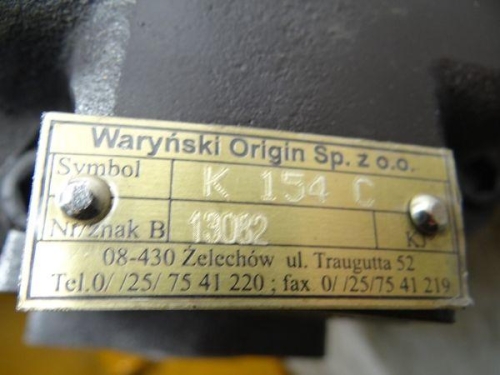 Waryński Origin Sp. z o.o.
Symbol K 154 C
Nr/znak B 13082 KJ
08-430 Żelechów ul. Traugutta 52
Tel.0/ /25/ 75 41 220 ; fax 0/ /25/75 41 219